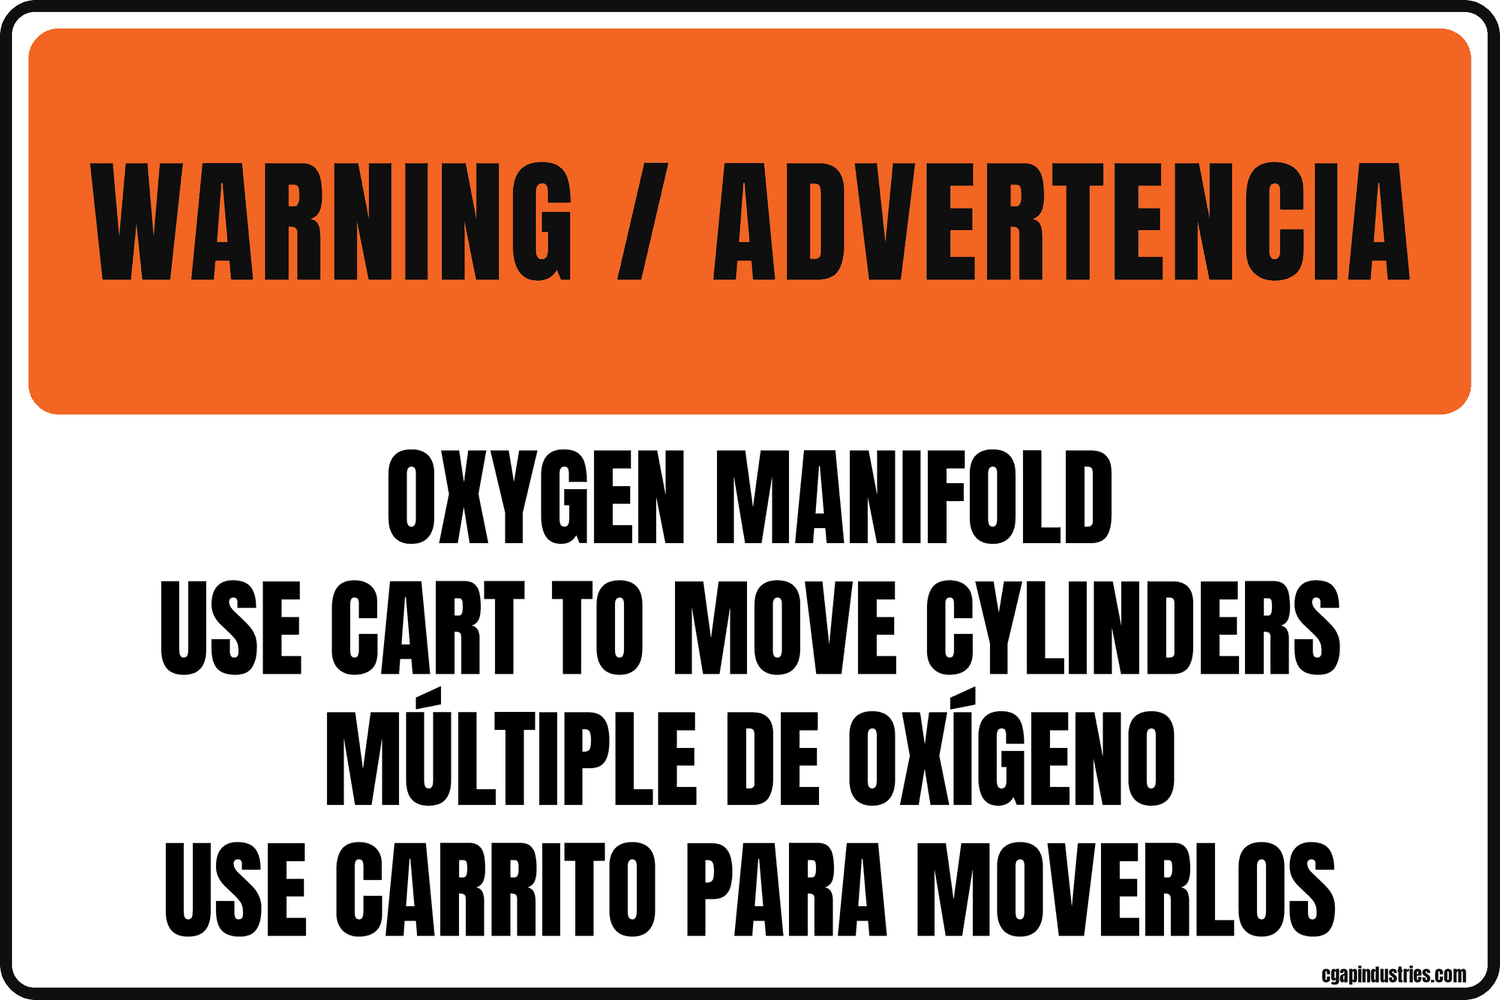 WARNING / ADVERTENCIA
OXYGEN MANIFOLD
USE CART TO MOVE CYLINDERS
MÚLTIPLE DE OXÍGENO
USE CARRITO PARA MOVERLOS
cgapindustries.com